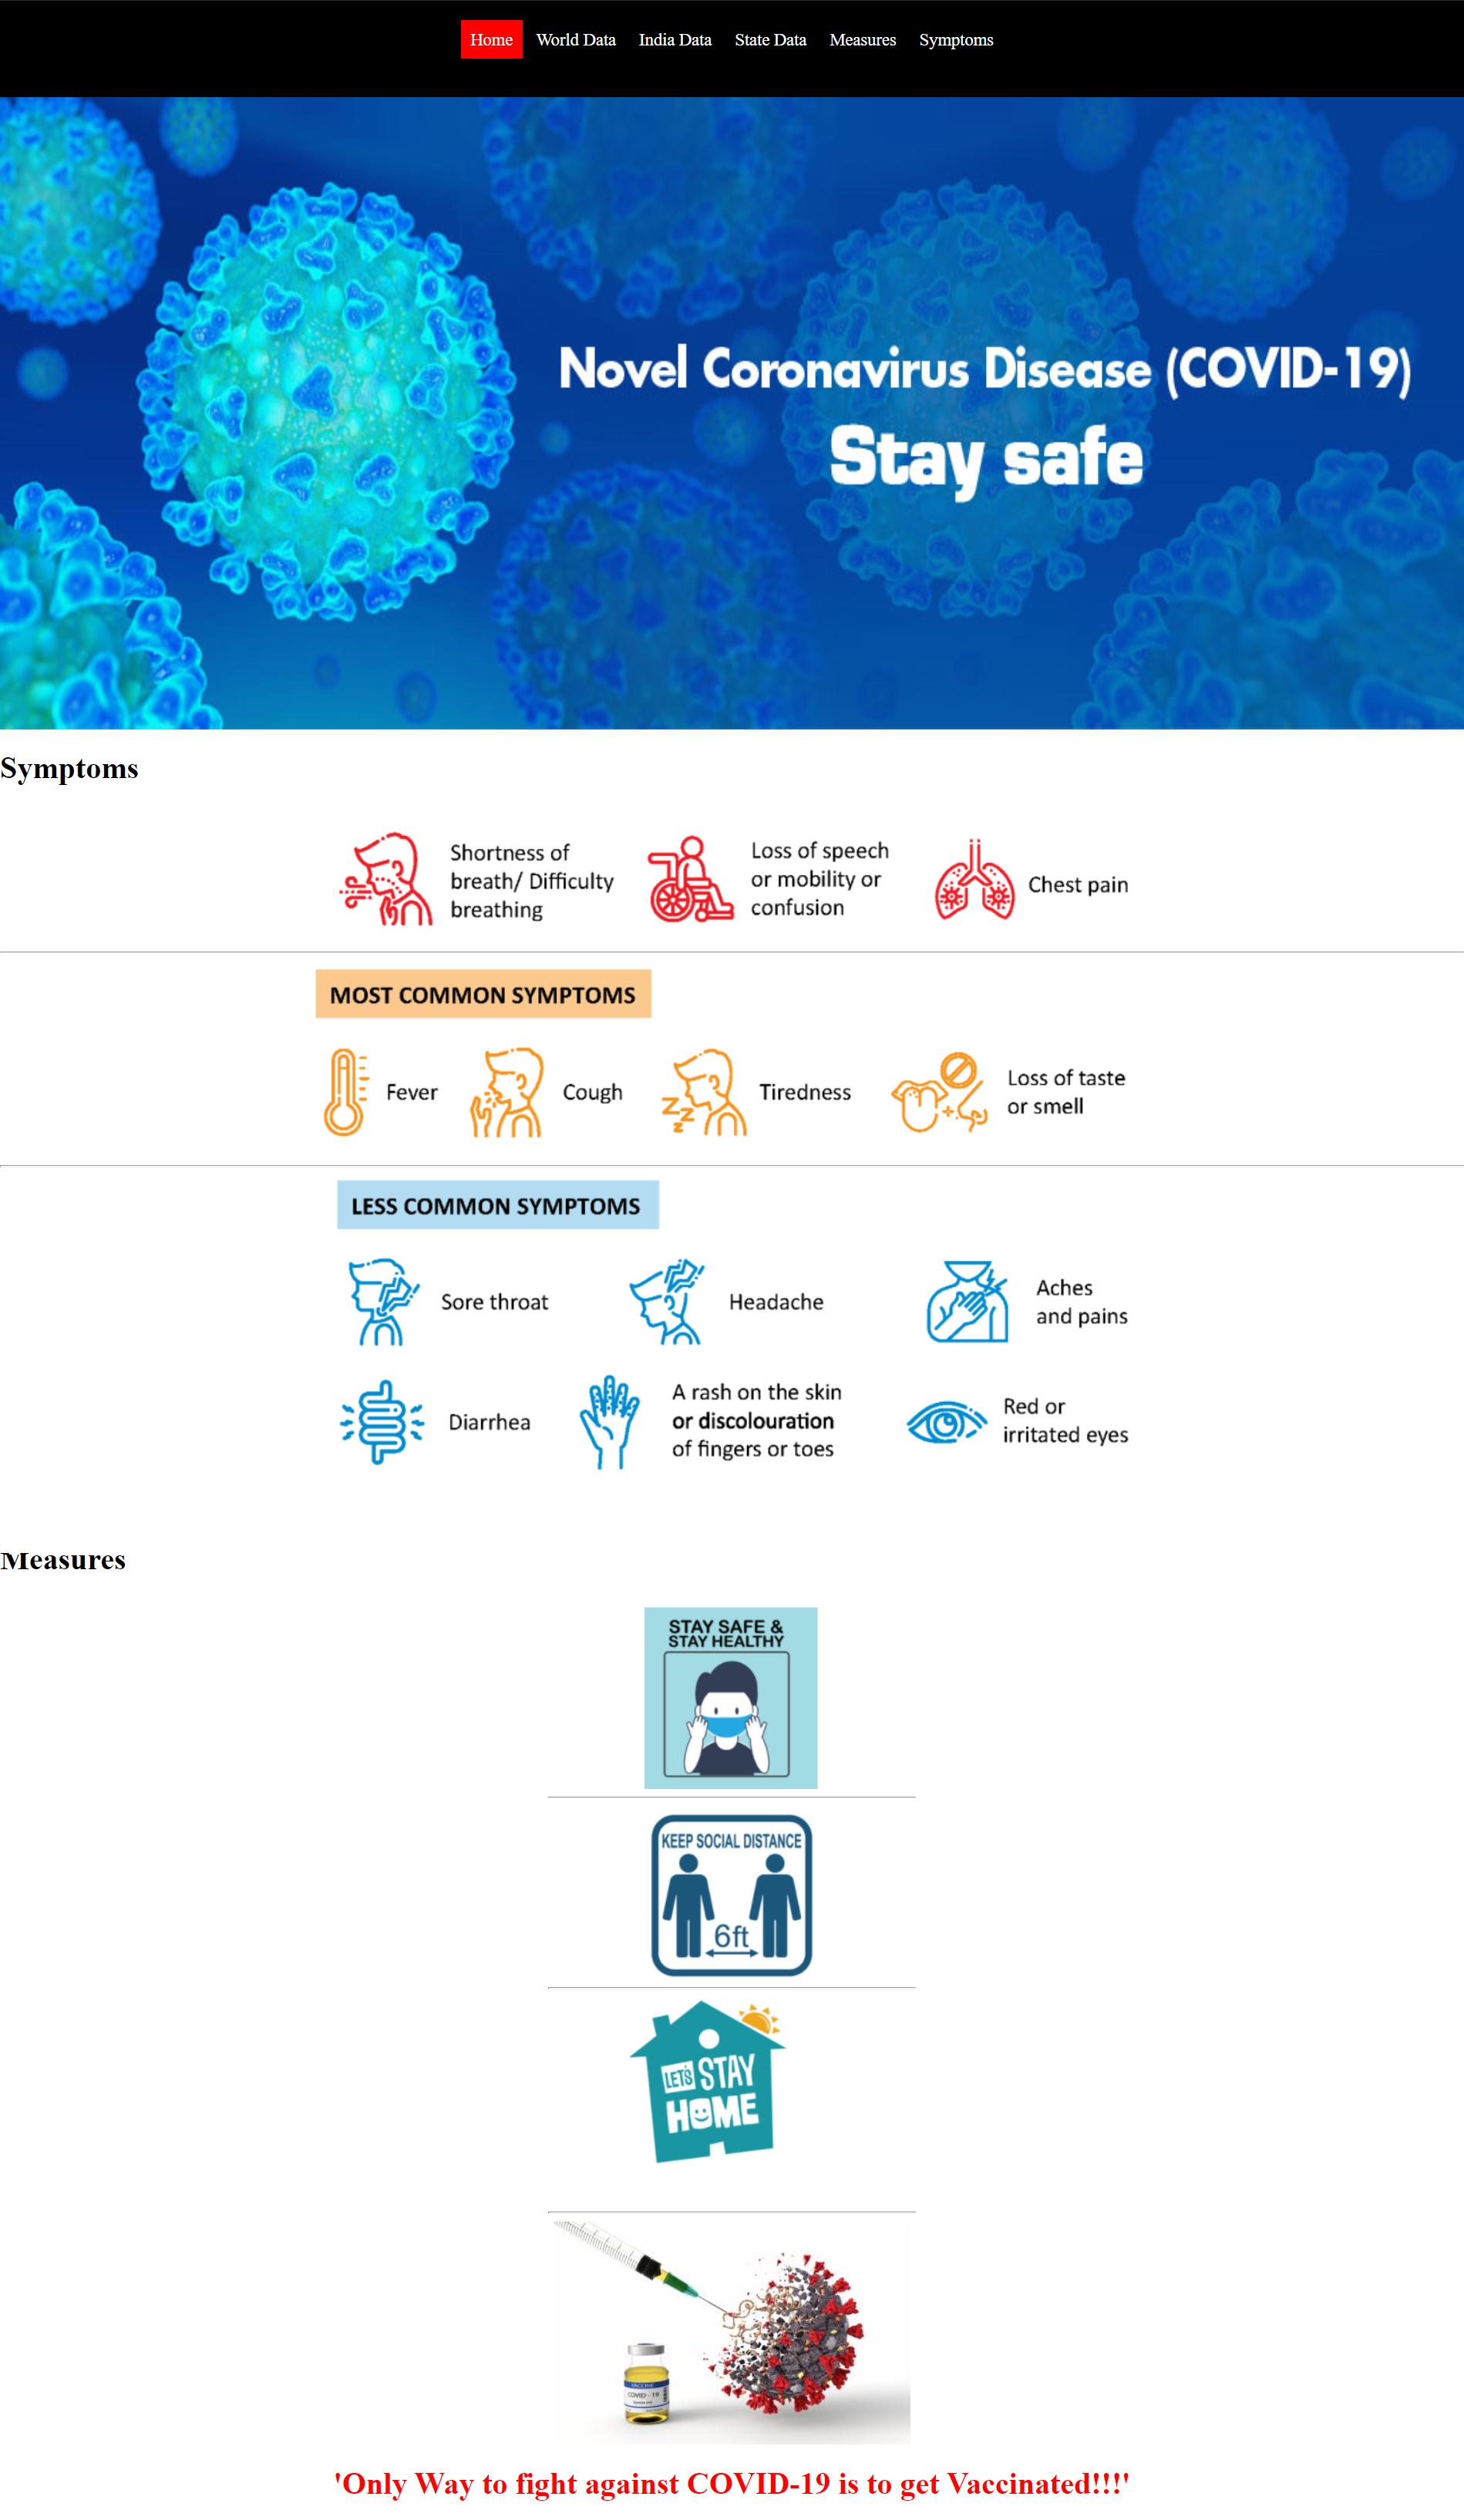 Home World Data India Data State Data Measures Symptoms
Novel Coronavirus Disease (COVID-19)
Stay safe
Symptoms
Shortness of
breath/ Difficulty
breathing
Loss of speech
or mobility or
confusion
Chest pain
MOST COMMON SYMPTOMS
Fever
Cough
Tiredness
Loss of taste
or smell
LESS COMMON SYMPTOMS
Sore throat
Headache
Aches
and pains
Diarrhea
A rash on the skin
or discolouration
of fingers or toes
Red or
irritated eyes
Measures
STAY SAFE &
STAY HEALTHY
KEEP SOCIAL DISTANCE
6ft
LET'S STAY
HOME
VACCINE
COVID - 19
'Only Way to fight against COVID-19 is to get Vaccinated!!!'